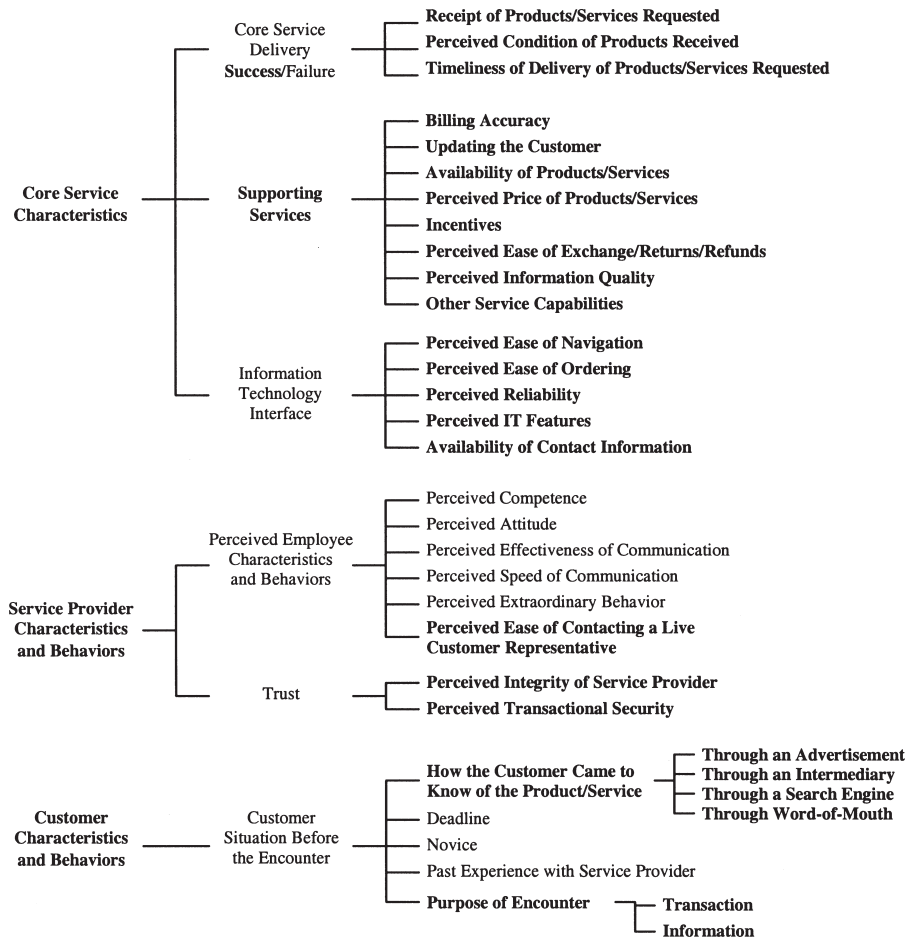 Core Service
Delivery
Success/Failure
Receipt of Products/Services Requested
Perceived Condition of Products Received
Timeliness of Delivery of Products/Services Requested
Core Service
Characteristics
Supporting
Services
Billing Accuracy
Updating the Customer
Availability of Products/Services
Perceived Price of Products/Services
Incentives
Perceived Ease of Exchange/Returns/Refunds
Perceived Information Quality
Other Service Capabilities
Information
Technology
Interface
Perceived Ease of Navigation
Perceived Ease of Ordering
Perceived Reliability
Perceived IT Features
Availability of Contact Information
Service Provider
Characteristics
and Behaviors
Perceived Employee
Characteristics
and Behaviors
Perceived Competence
Perceived Attitude
Perceived Effectiveness of Communication
Perceived Speed of Communication
Perceived Extraordinary Behavior
Perceived Ease of Contacting a Live
Customer Representative
Trust
Perceived Integrity of Service Provider
Perceived Transactional Security
Customer
Characteristics
and Behaviors
Customer
Situation Before
the Encounter
How the Customer Came to
Know of the Product/Service
Through an Advertisement
Through an Intermediary
Through a Search Engine
Through Word-of-Mouth
Deadline
Novice
Past Experience with Service Provider
Purpose of Encounter
Transaction
Information